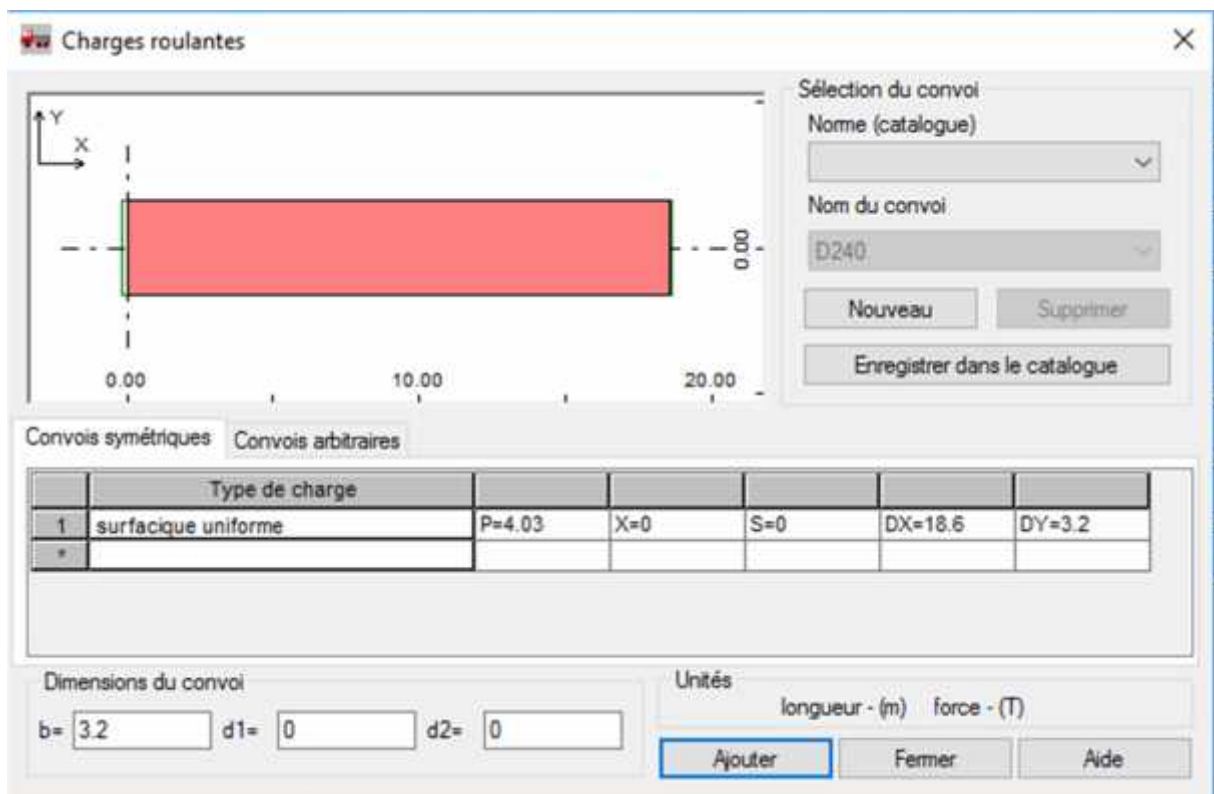 Charges roulantes
Y
X
0.00
0.00
10.00
20.00
Sélection du convoi
Norme (catalogue)
Nom du convoi
D240
Nouveau
Supprimer
Enregistrer dans le catalogue
Convois symétriques
Convois arbitraires
Type de charge
1 surfacique uniforme P=4.03 X=0 S=0 DX=18.6 DY=3.2
*
Dimensions du convoi
b= 3.2 d1= 0 d2= 0
Unités
longueur - (m) force - (T)
Ajouter
Fermer
Aide